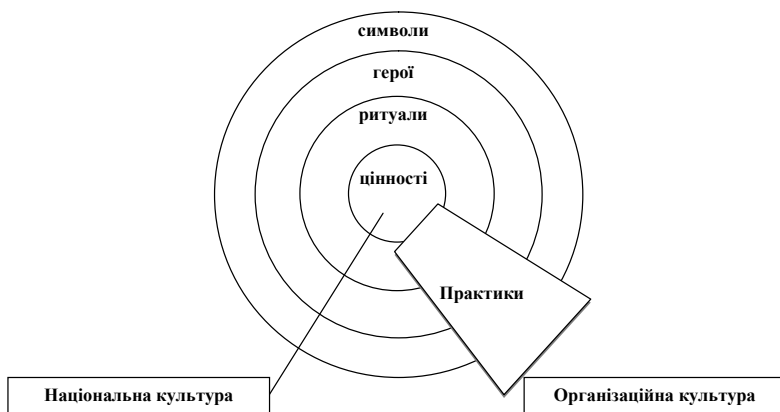 символи
герої
ритуали
цінності
Практики
Національна культура
Організаційна культура